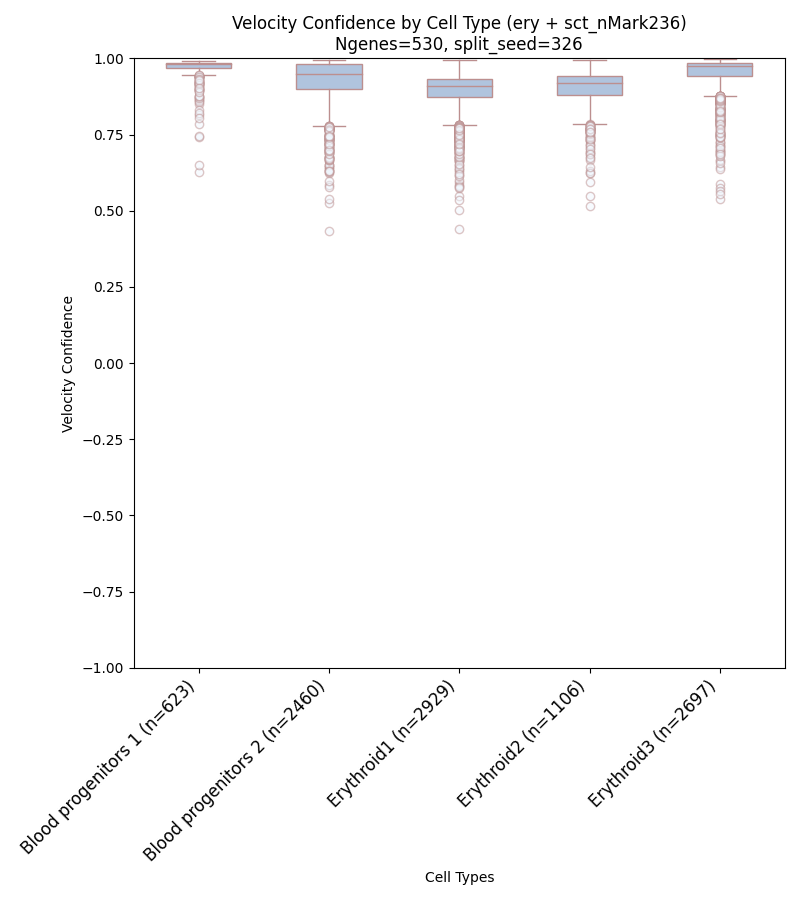 Velocity Confidence by Cell Type (ery + sct_nMark236)
Ngenes=530, split_seed=326
1.00
0.75
0.50
0.25
0.00
−0.25
−0.50
−0.75
−1.00
Velocity Confidence
Blood progenitors 1 (n=623)
Blood progenitors 2 (n=2460)
Erythroid1 (n=2929)
Erythroid2 (n=1106)
Erythroid3 (n=2697)
Cell Types